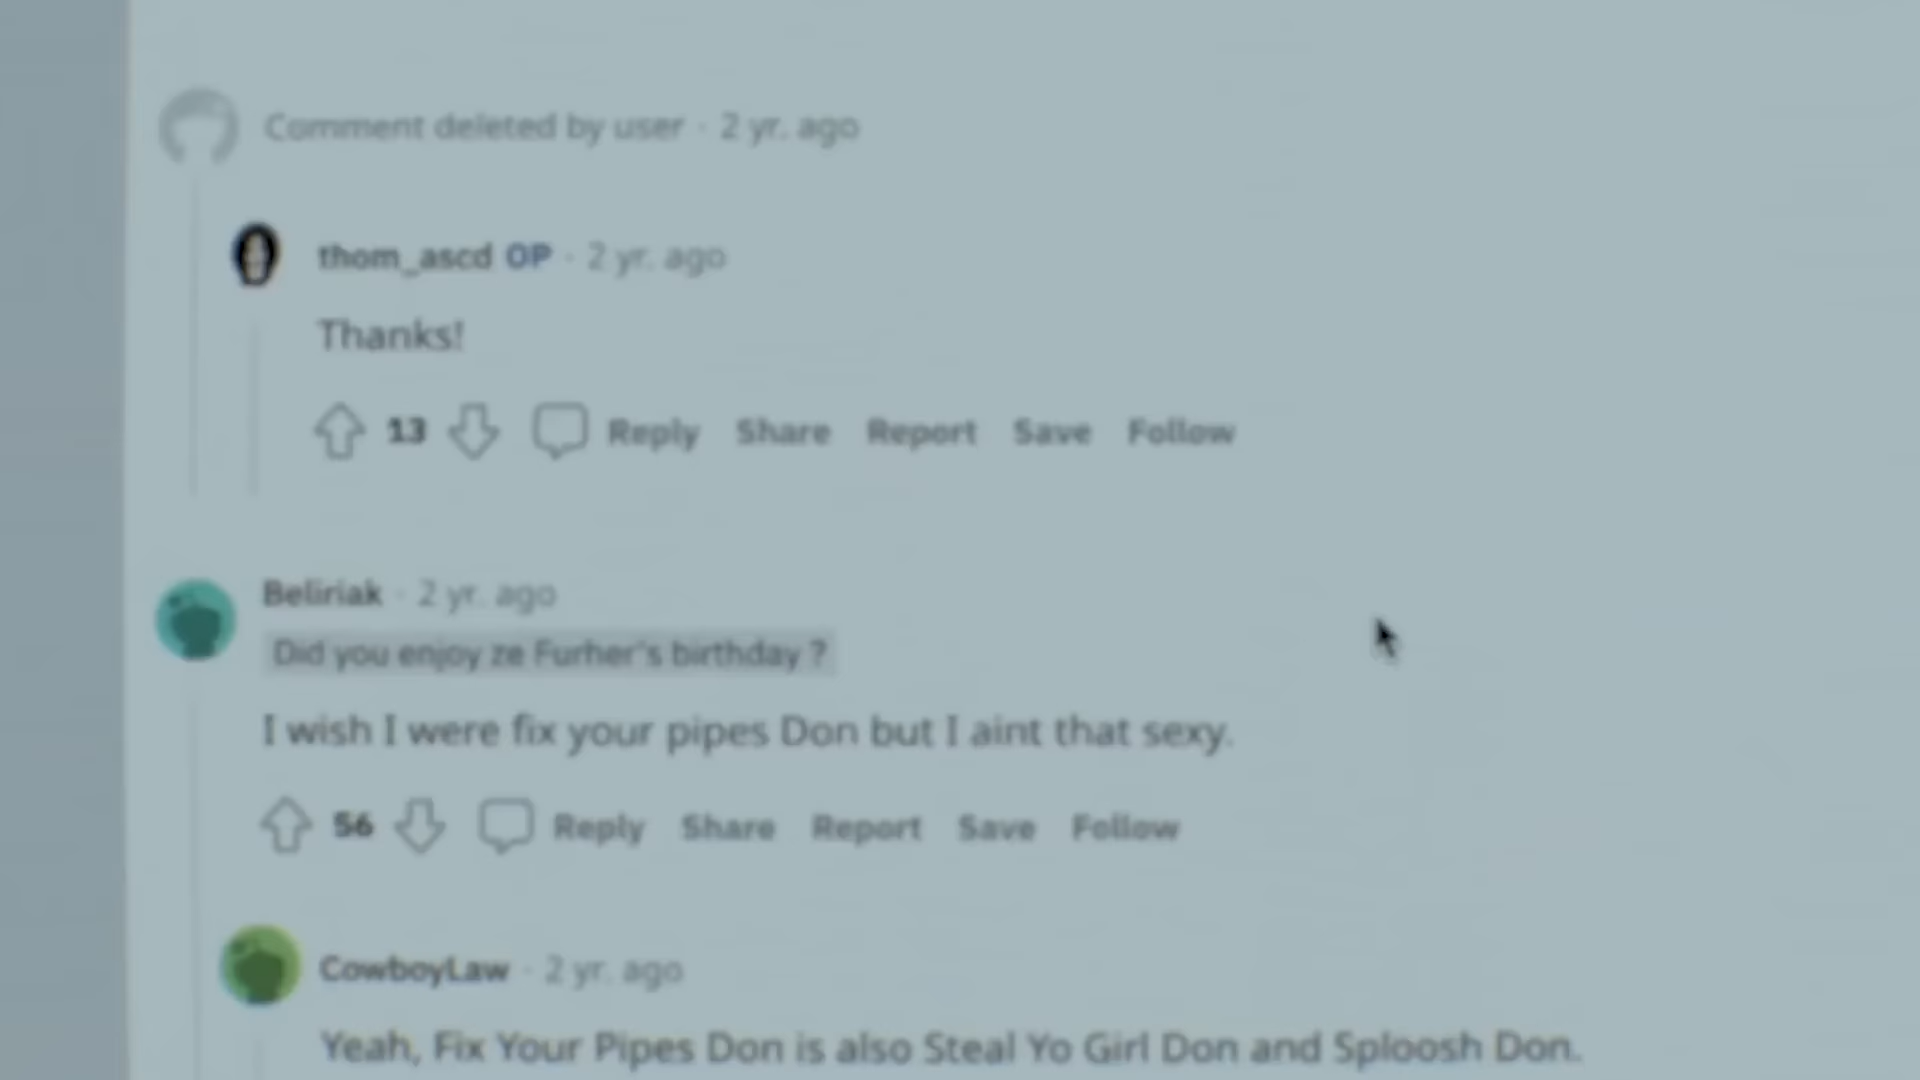 Comment deleted by user · 2 yr. ago
thom_ascd OP · 2 yr. ago
Thanks!
13 Reply Share Report Save Follow
Beliriak · 2 yr. ago
Did you enjoy ze Furher's birthday ?
I wish I were fix your pipes Don but I aint that sexy.
56 Reply Share Report Save Follow
CowboyLaw · 2 yr. ago
Yeah, Fix Your Pipes Don is also Steal Yo Girl Don and Sploosh Don.